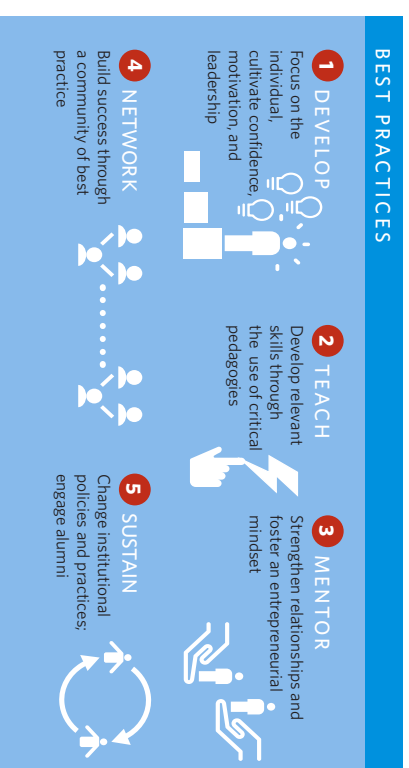 BEST PRACTICES
1 DEVELOP
Focus on the
individual,
cultivate confidence,
motivation, and
leadership
2 TEACH
Develop relevant
skills through
the use of critical
pedagogies
3 MENTOR
Strengthen relationships and
foster an entrepreneurial
mindset
4 NETWORK
Build success through
a community of best
practice
5 SUSTAIN
Change institutional
policies and practices;
engage alumni